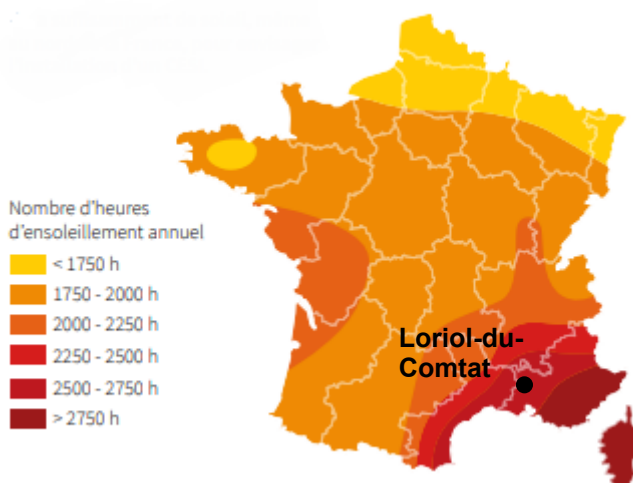 Nombre d'heures
d'ensoleillement annuel
< 1750 h
1750 - 2000 h
2000 - 2250 h
2250 - 2500 h
2500 - 2750 h
> 2750 h
Loriol-du-
Comtat